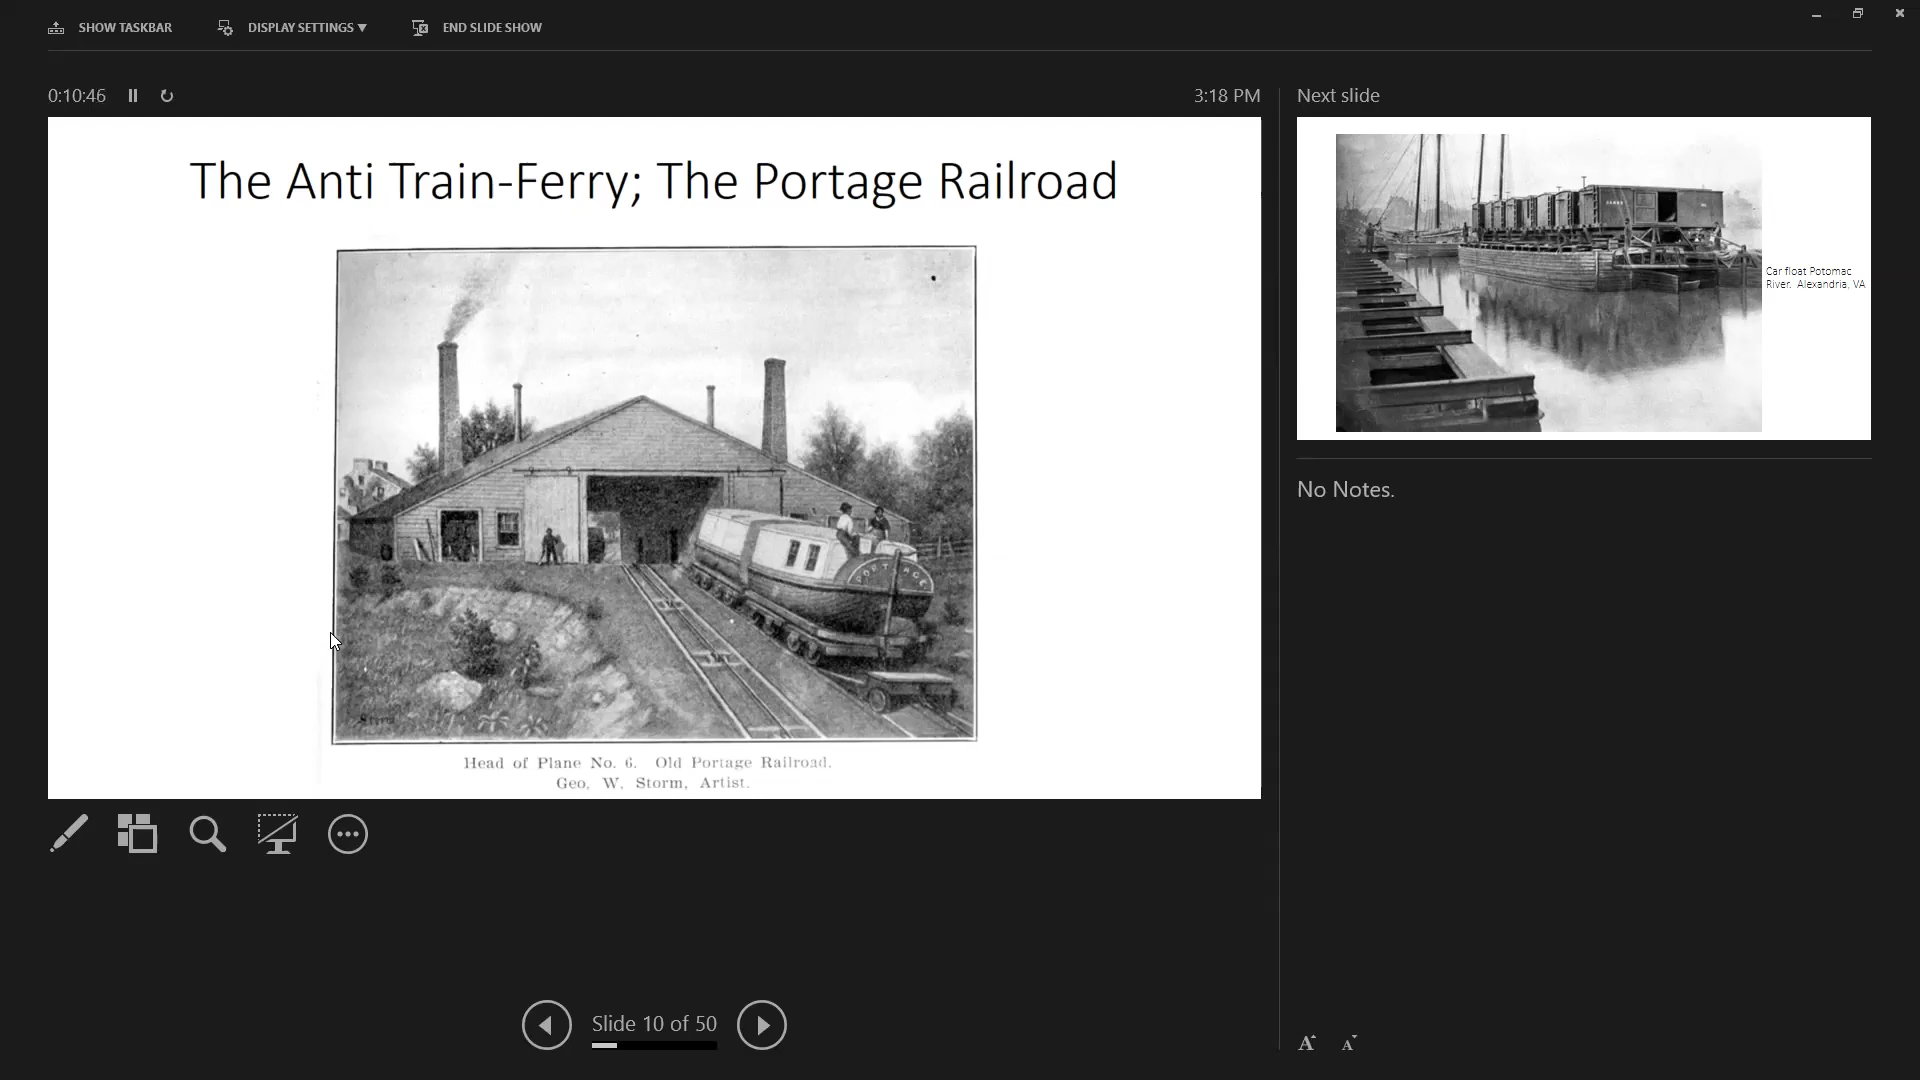 SHOW TASKBAR
DISPLAY SETTINGS ▼
END SLIDE SHOW
0:10:46
3:18 PM
Next slide
The Anti Train-Ferry; The Portage Railroad
PORTAGE
Storm
Head of Plane No. 6. Old Portage Railroad.
Geo. W. Storm, Artist.
Car float Potomac
River. Alexandria, VA
No Notes.
Slide 10 of 50
A A